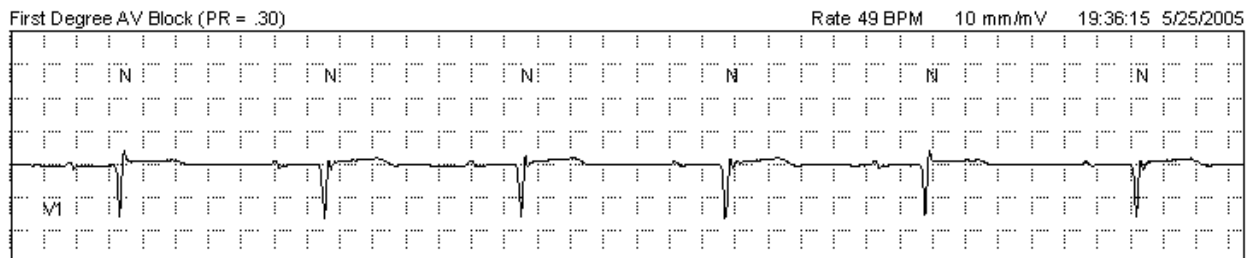 First Degree AV Block (PR = .30) Rate 49 BPM 10 mm/mV 19:36:15 5/25/2005
N N N N N N
V1